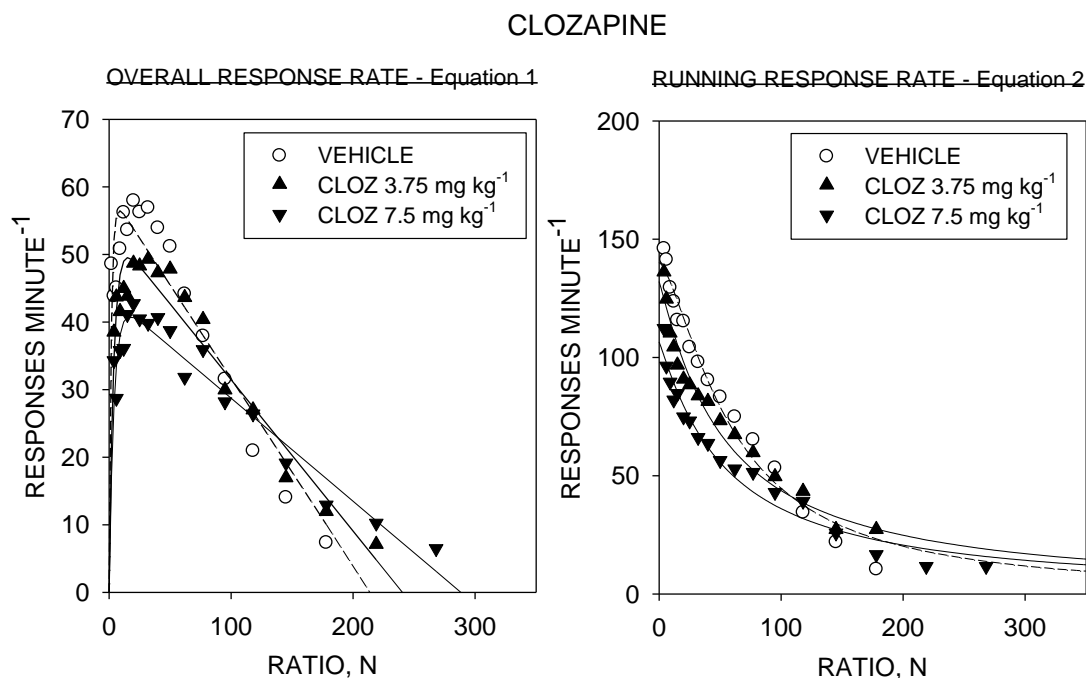 CLOZAPINE
OVERALL RESPONSE RATE - Equation 1
70
60
50
40
30
20
10
0
RESPONSES MINUTE⁻¹
VEHICLE
CLOZ 3.75 mg kg⁻¹
CLOZ 7.5 mg kg⁻¹
0 100 200 300
RATIO, N
RUNNING RESPONSE RATE - Equation 2
200
150
100
50
0
RESPONSES MINUTE⁻¹
VEHICLE
CLOZ 3.75 mg kg⁻¹
CLOZ 7.5 mg kg⁻¹
0 100 200 300
RATIO, N